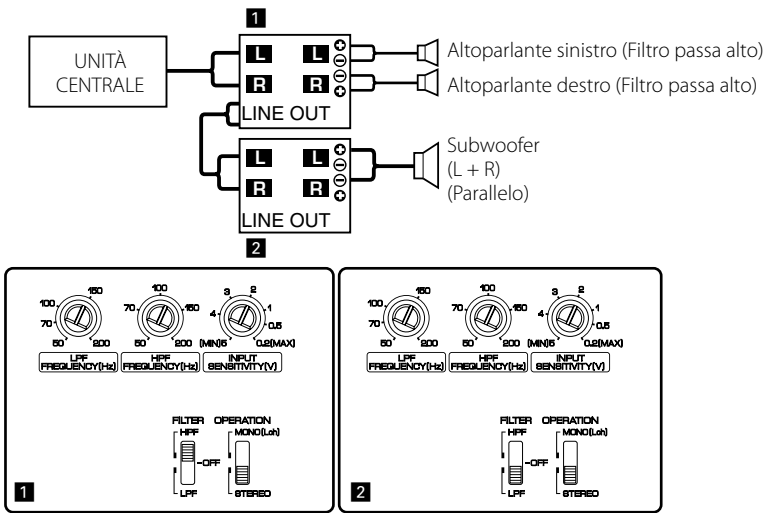 1
UNITÀ
CENTRALE
L L
R R
LINE OUT
Altoparlante sinistro (Filtro passa alto)
Altoparlante destro (Filtro passa alto)
L L
R R
LINE OUT
2
Subwoofer
(L + R)
(Parallelo)
50 70 100 150 200
LPF
FREQUENCY(Hz)
50 70 100 150 200
HPF
FREQUENCY(Hz)
(MIN)5 4 3 2 1 0.5 0.2(MAX)
INPUT
SENSITIVITY(V)
FILTER OPERATION
HPF MONO(Lch)
OFF
LPF STEREO
1
50 70 100 150 200
LPF
FREQUENCY(Hz)
50 70 100 150 200
HPF
FREQUENCY(Hz)
(MIN)5 4 3 2 1 0.5 0.2(MAX)
INPUT
SENSITIVITY(V)
FILTER OPERATION
HPF MONO(Lch)
OFF
LPF STEREO
2